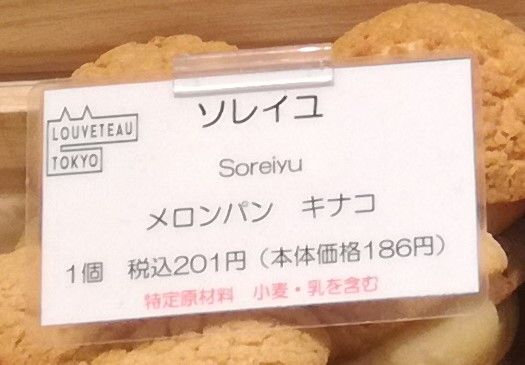 LOUVETEAU
TOKYO
ソレイユ
Soreiyu
メロンパン　キナコ
1個　税込201円（本体価格186円）
特定原材料　小麦・乳を含む